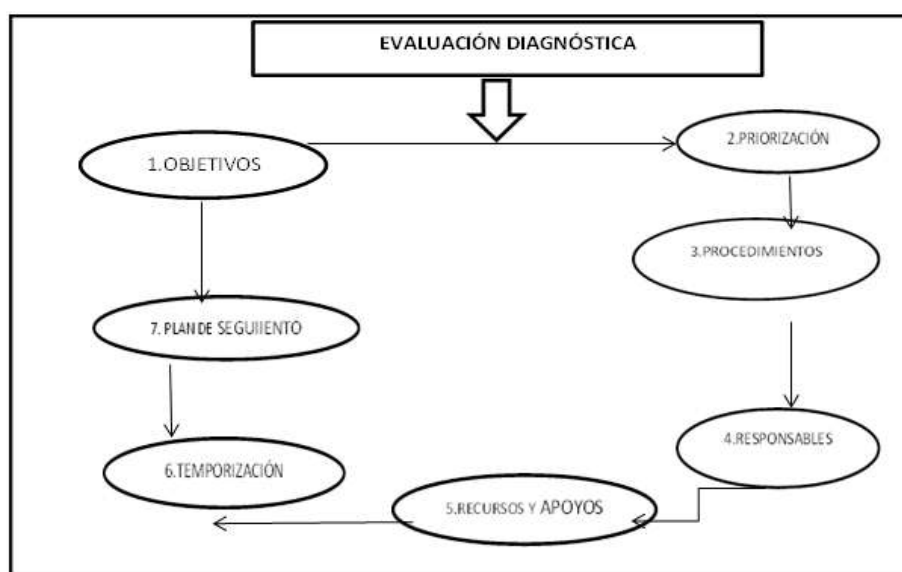 EVALUACIÓN DIAGNÓSTICA
1.OBJETIVOS
2.PRIORIZACIÓN
3.PROCEDIMIENTOS
4.RESPONSABLES
5.RECURSOS Y APOYOS
6.TEMPORIZACIÓN
7. PLAN DE SEGUIIENTO